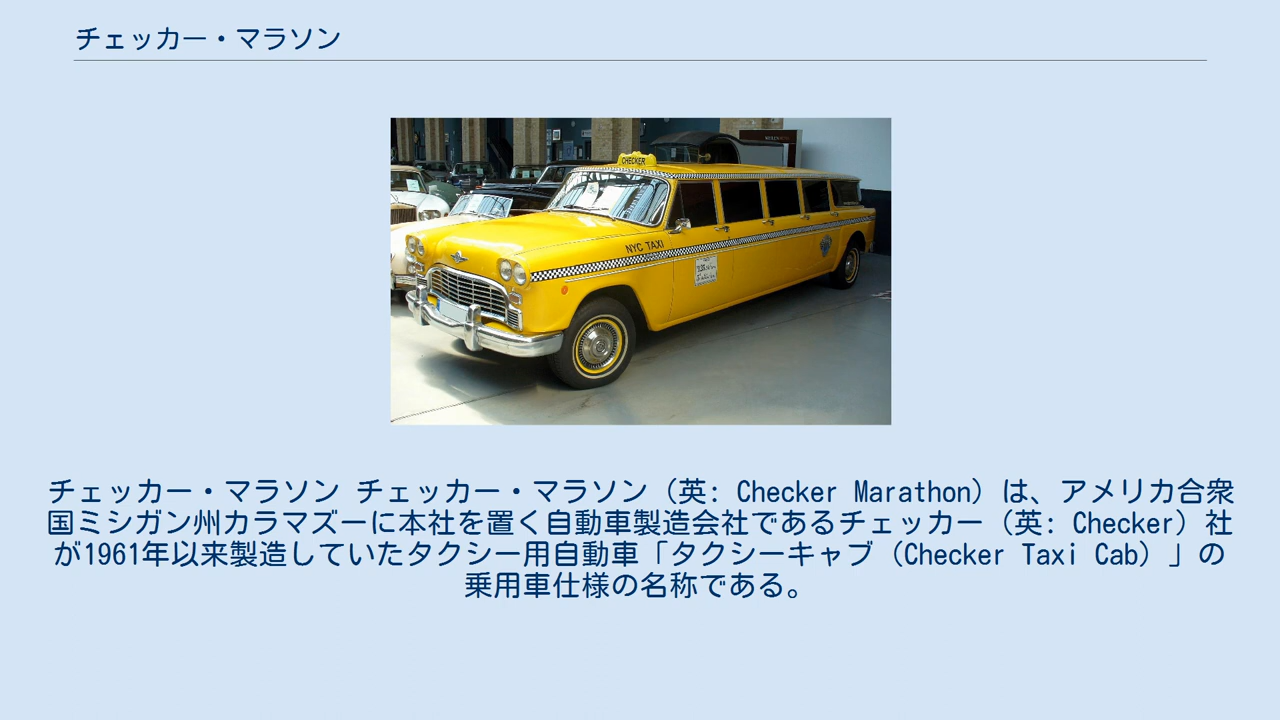 チェッカー・マラソン
CHECKER
NYC TAXI
チェッカー・マラソン チェッカー・マラソン（英: Checker Marathon）は、アメリカ合衆
国ミシガン州カラマズーに本社を置く自動車製造会社であるチェッカー（英: Checker）社
が1961年以来製造していたタクシー用自動車「タクシーキャブ（Checker Taxi Cab）」の
乗用車仕様の名称である。